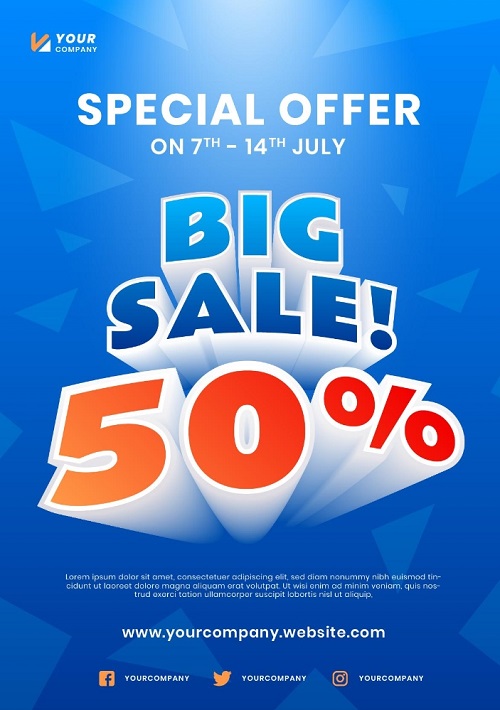 YOUR
COMPANY
SPECIAL OFFER
ON 7TH - 14TH JULY
BIG
SALE!
50%
Lorem ipsum dolor sit amet, consectetuer adipiscing elit, sed diam nonummy nibh euismod tin-
cidunt ut laoreet dolore magna aliquam erat volutpat. Ut wisi enim ad minim veniam, quis nos-
trud exerci tation ullamcorper suscipit lobortis nisl ut aliquip.
www.yourcompany.website.com
YOURCOMPANY YOURCOMPANY YOURCOMPANY